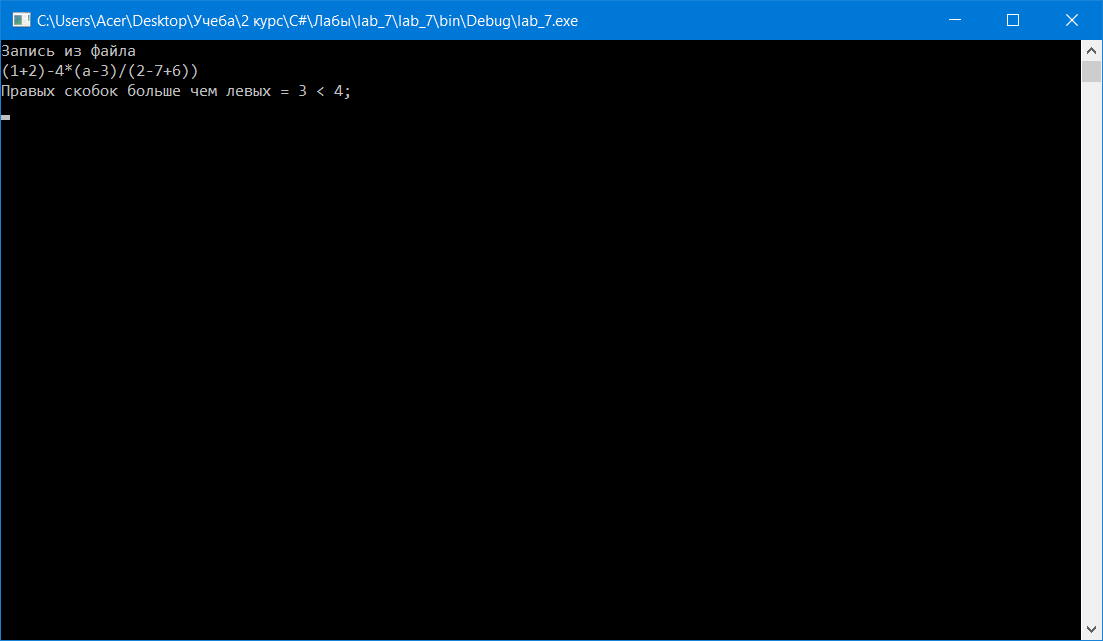 C:\Users\Acer\Desktop\Учеба\2 курс\C#\Лабы\lab_7\lab_7\bin\Debug\lab_7.exe
Запись из файла
(1+2)-4*(a-3)/(2-7+6))
Правых скобок больше чем левых = 3 < 4;